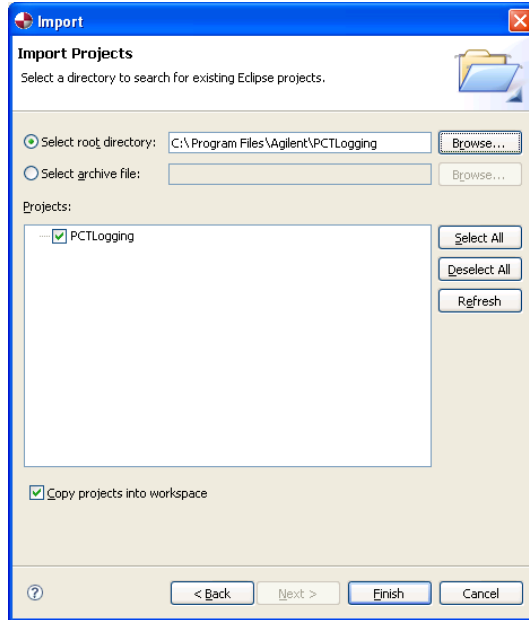 Import
Import Projects
Select a directory to search for existing Eclipse projects.
Select root directory: C:\Program Files\Agilent\PCTLogging Browse...
Select archive file: Browse...
Projects:
PCTLogging
Select All
Deselect All
Refresh
Copy projects into workspace
? < Back Next > Finish Cancel